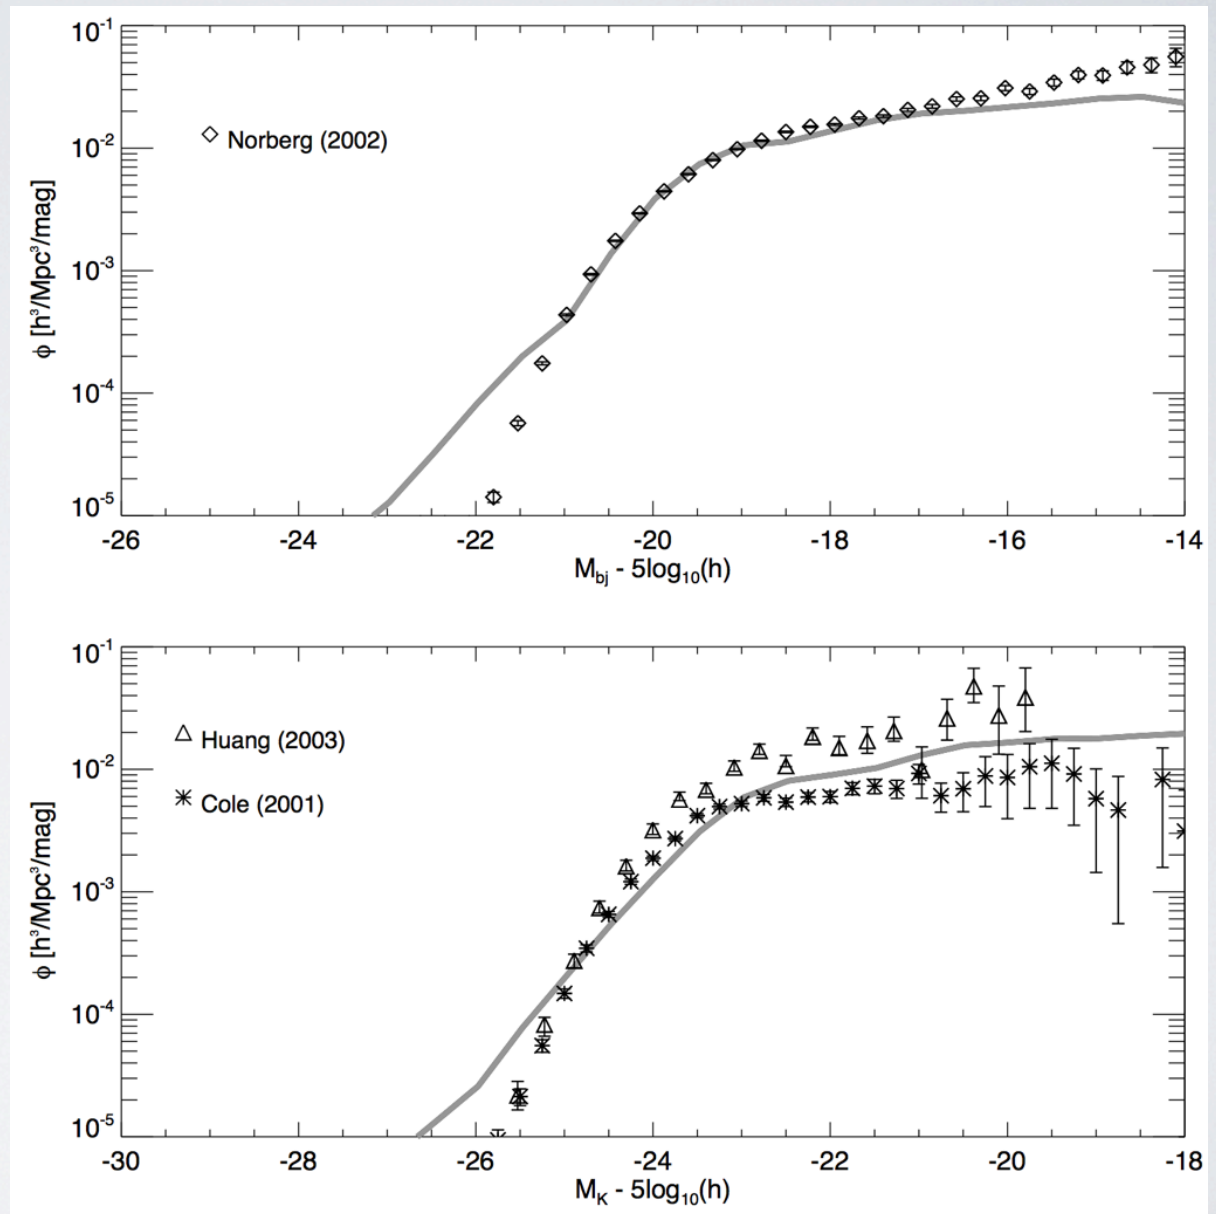 10⁻¹
◇ Norberg (2002)
10⁻²
10⁻³
10⁻⁴
10⁻⁵
ϕ [h³/Mpc³/mag]
-26 -24 -22 -20 -18 -16 -14
M_bj - 5log₁₀(h)
10⁻¹
△ Huang (2003)
10⁻²
✳ Cole (2001)
10⁻³
10⁻⁴
10⁻⁵
ϕ [h³/Mpc³/mag]
-30 -28 -26 -24 -22 -20 -18
M_K - 5log₁₀(h)